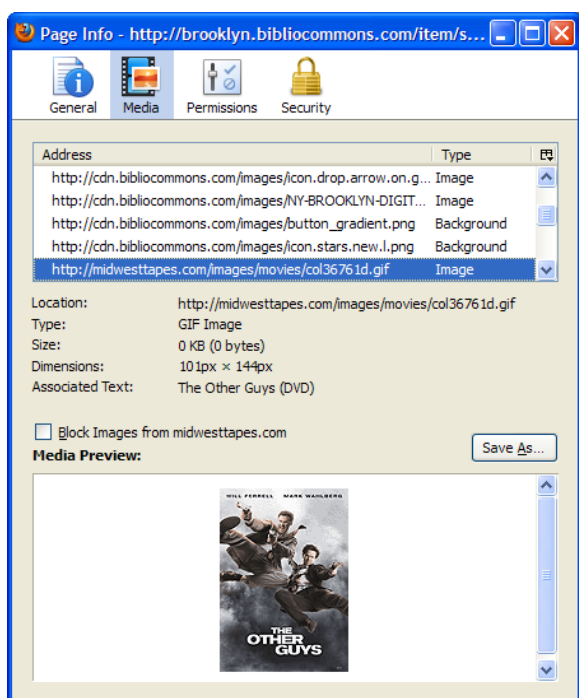 Page Info - http://brooklyn.bibliocommons.com/item/s...
General Media Permissions Security
Address Type
http://cdn.bibliocommons.com/images/icon.drop.arrow.on.g... Image
http://cdn.bibliocommons.com/images/NY-BROOKLYN-DIGIT... Image
http://cdn.bibliocommons.com/images/button_gradient.png Background
http://cdn.bibliocommons.com/images/icon.stars.new.l.png Background
http://midwesttapes.com/images/movies/col36761d.gif Image
Location: http://midwesttapes.com/images/movies/col36761d.gif
Type: GIF Image
Size: 0 KB (0 bytes)
Dimensions: 101px × 144px
Associated Text: The Other Guys (DVD)
Block Images from midwesttapes.com
Save As...
Media Preview:
WILL FERRELL MARK WAHLBERG
THE
OTHER
GUYS